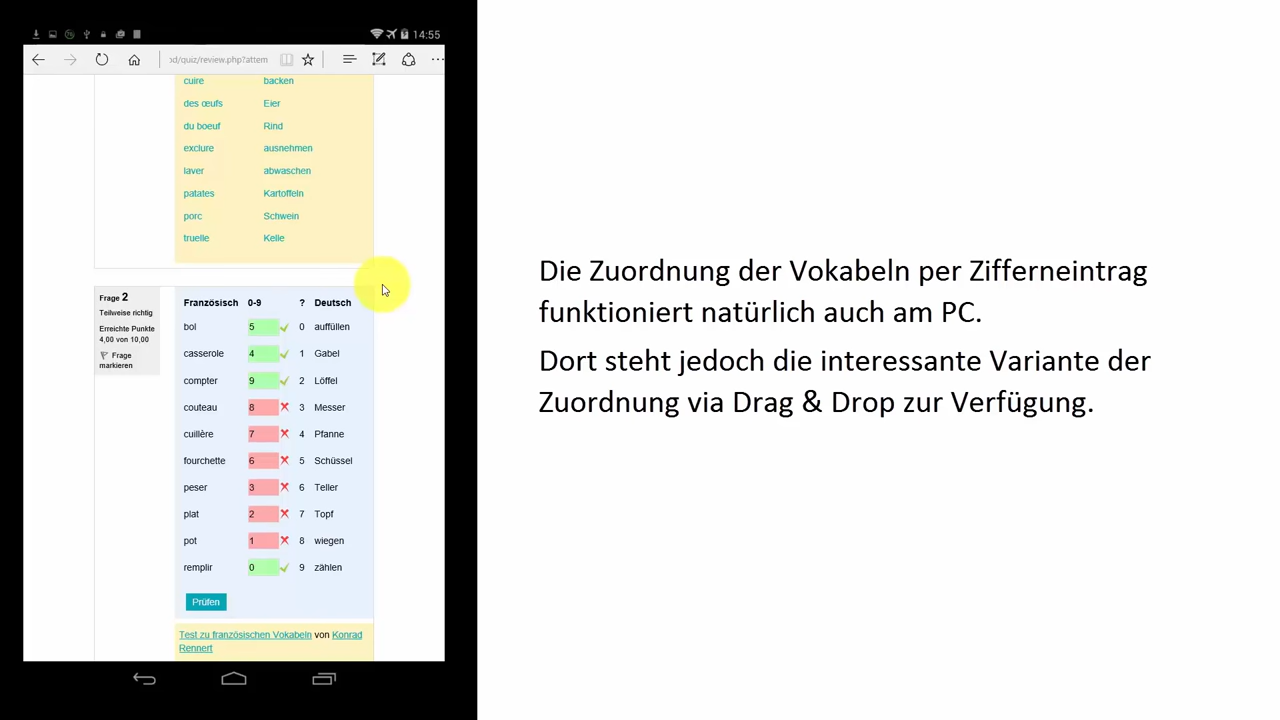 14:55
xd/quiz/review.php?attem
cuire backen
des œufs Eier
du boeuf Rind
exclure ausnehmen
laver abwaschen
patates Kartoffeln
porc Schwein
truelle Kelle
Frage 2
Teilweise richtig
Erreichte Punkte
4,00 von 10,00
Frage
markieren
Französisch 0-9 ? Deutsch
bol 5 0 auffüllen
casserole 4 1 Gabel
compter 9 2 Löffel
couteau 8 3 Messer
cuillère 7 4 Pfanne
fourchette 6 5 Schüssel
peser 3 6 Teller
plat 2 7 Topf
pot 1 8 wiegen
remplir 0 9 zählen
Prüfen
Test zu französischen Vokabeln von Konrad
Rennert
Die Zuordnung der Vokabeln per Zifferneintrag
funktioniert natürlich auch am PC.
Dort steht jedoch die interessante Variante der
Zuordnung via Drag & Drop zur Verfügung.